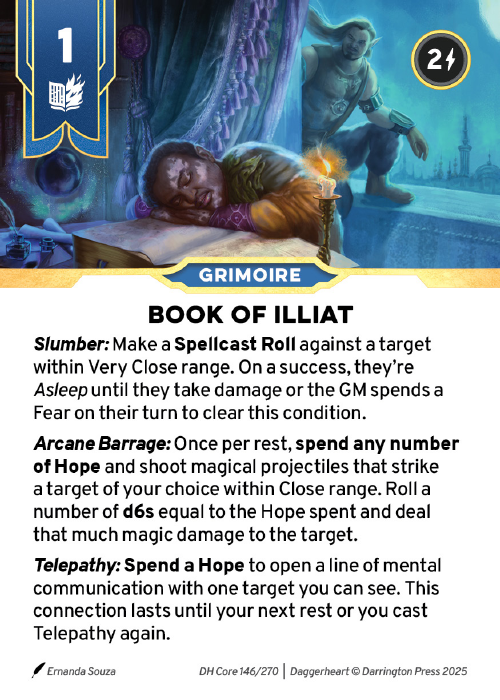 1
2
GRIMOIRE
BOOK OF ILLIAT
Slumber: Make a Spellcast Roll against a target
within Very Close range. On a success, they’re
Asleep until they take damage or the GM spends a
Fear on their turn to clear this condition.
Arcane Barrage: Once per rest, spend any number
of Hope and shoot magical projectiles that strike
a target of your choice within Close range. Roll a
number of d6s equal to the Hope spent and deal
that much magic damage to the target.
Telepathy: Spend a Hope to open a line of mental
communication with one target you can see. This
connection lasts until your next rest or you cast
Telepathy again.
Ernanda Souza
DH Core 146/270 | Daggerheart © Darrington Press 2025